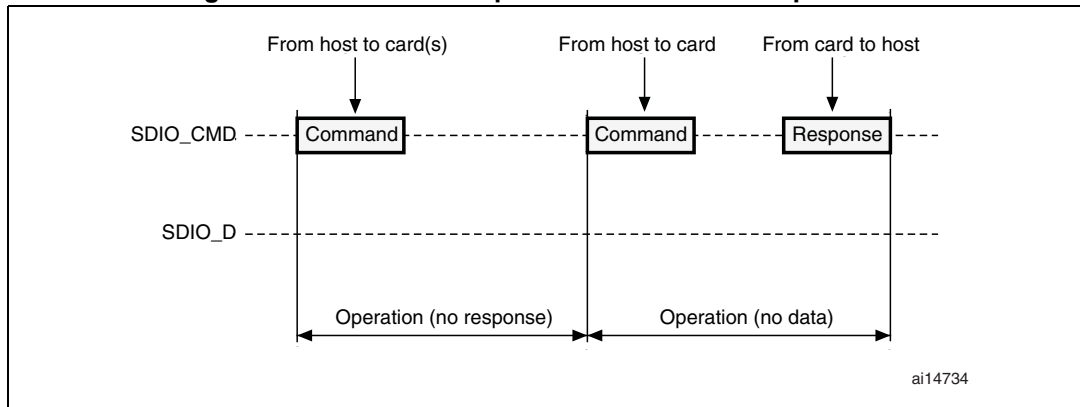 From host to card(s) From host to card From card to host
SDIO_CMD Command Command Response
SDIO_D
Operation (no response) Operation (no data)
ai14734